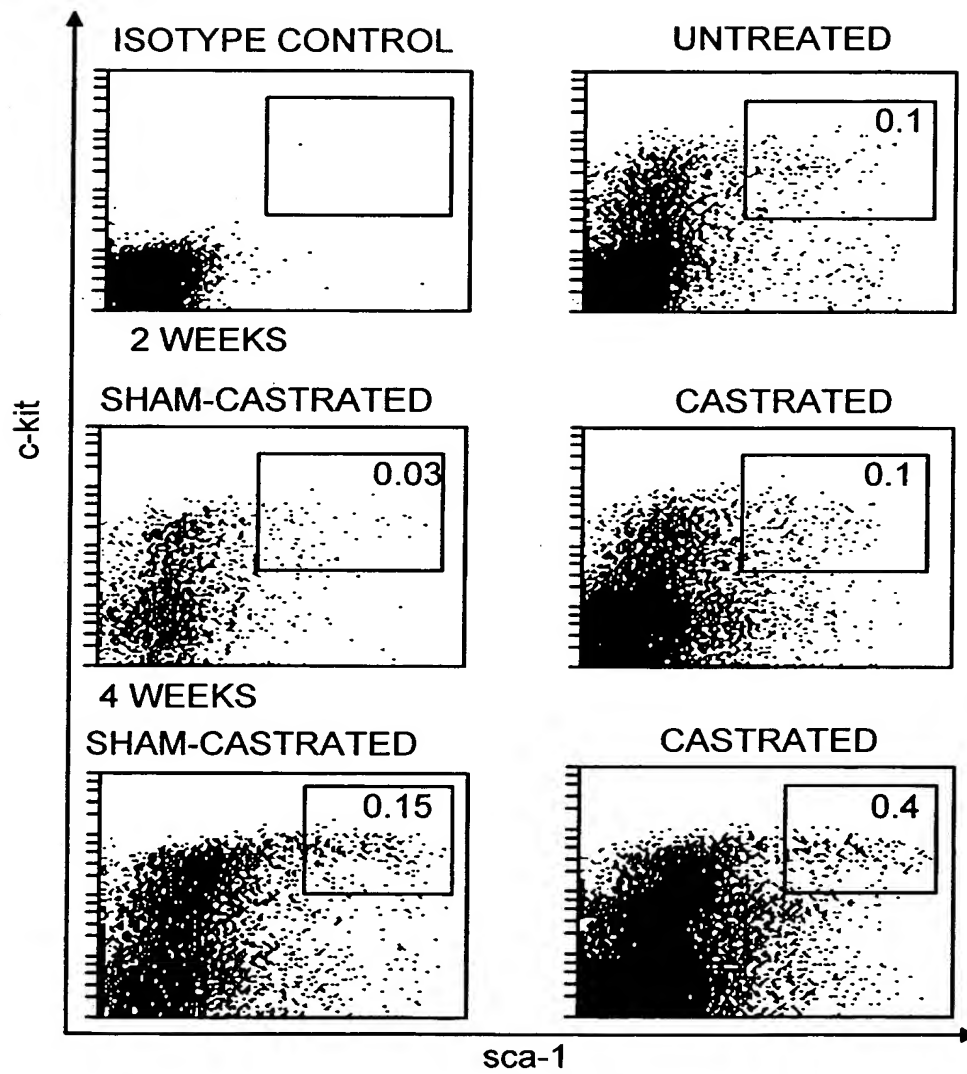 ISOTYPE CONTROL
UNTREATED
0.1
2 WEEKS
SHAM-CASTRATED
CASTRATED
0.03
0.1
4 WEEKS
SHAM-CASTRATED
CASTRATED
0.15
0.4
c-kit
sca-1